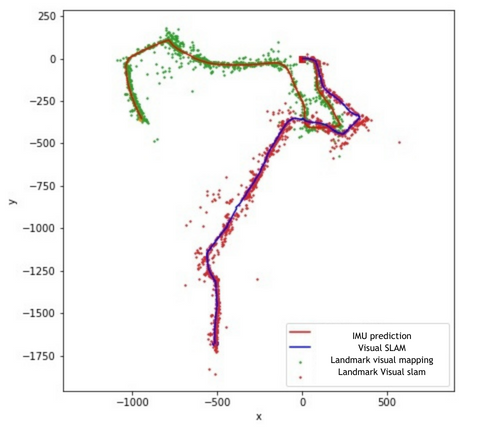 250
0
−250
−500
−750
−1000
−1250
−1500
−1750
y
−1000
−500
0
500
x
IMU prediction
Visual SLAM
Landmark visual mapping
Landmark Visual slam